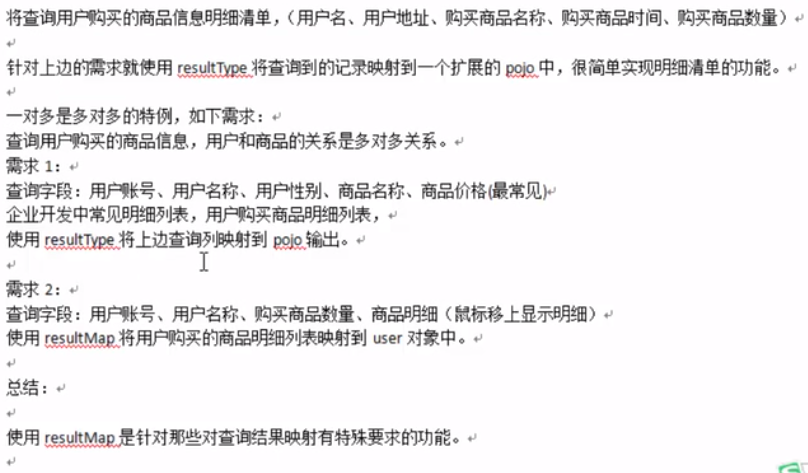 将查询用户购买的商品信息明细清单，（用户名、用户地址、购买商品名称、购买商品时间、购买商品数量）
针对上边的需求就使用 resultType 将查询到的记录映射到一个扩展的 pojo 中，很简单实现明细清单的功能。
一对多是多对多的特例，如下需求：
查询用户购买的商品信息，用户和商品的关系是多对多关系。
需求 1：
查询字段：用户账号、用户名称、用户性别、商品名称、商品价格(最常见)
企业开发中常见明细列表，用户购买商品明细列表，
使用 resultType 将上边查询列映射到 pojo 输出。
需求 2：
查询字段：用户账号、用户名称、购买商品数量、商品明细（鼠标移上显示明细）
使用 resultMap 将用户购买的商品明细列表映射到 user 对象中。
总结：
使用 resultMap 是针对那些对查询结果映射有特殊要求的功能。